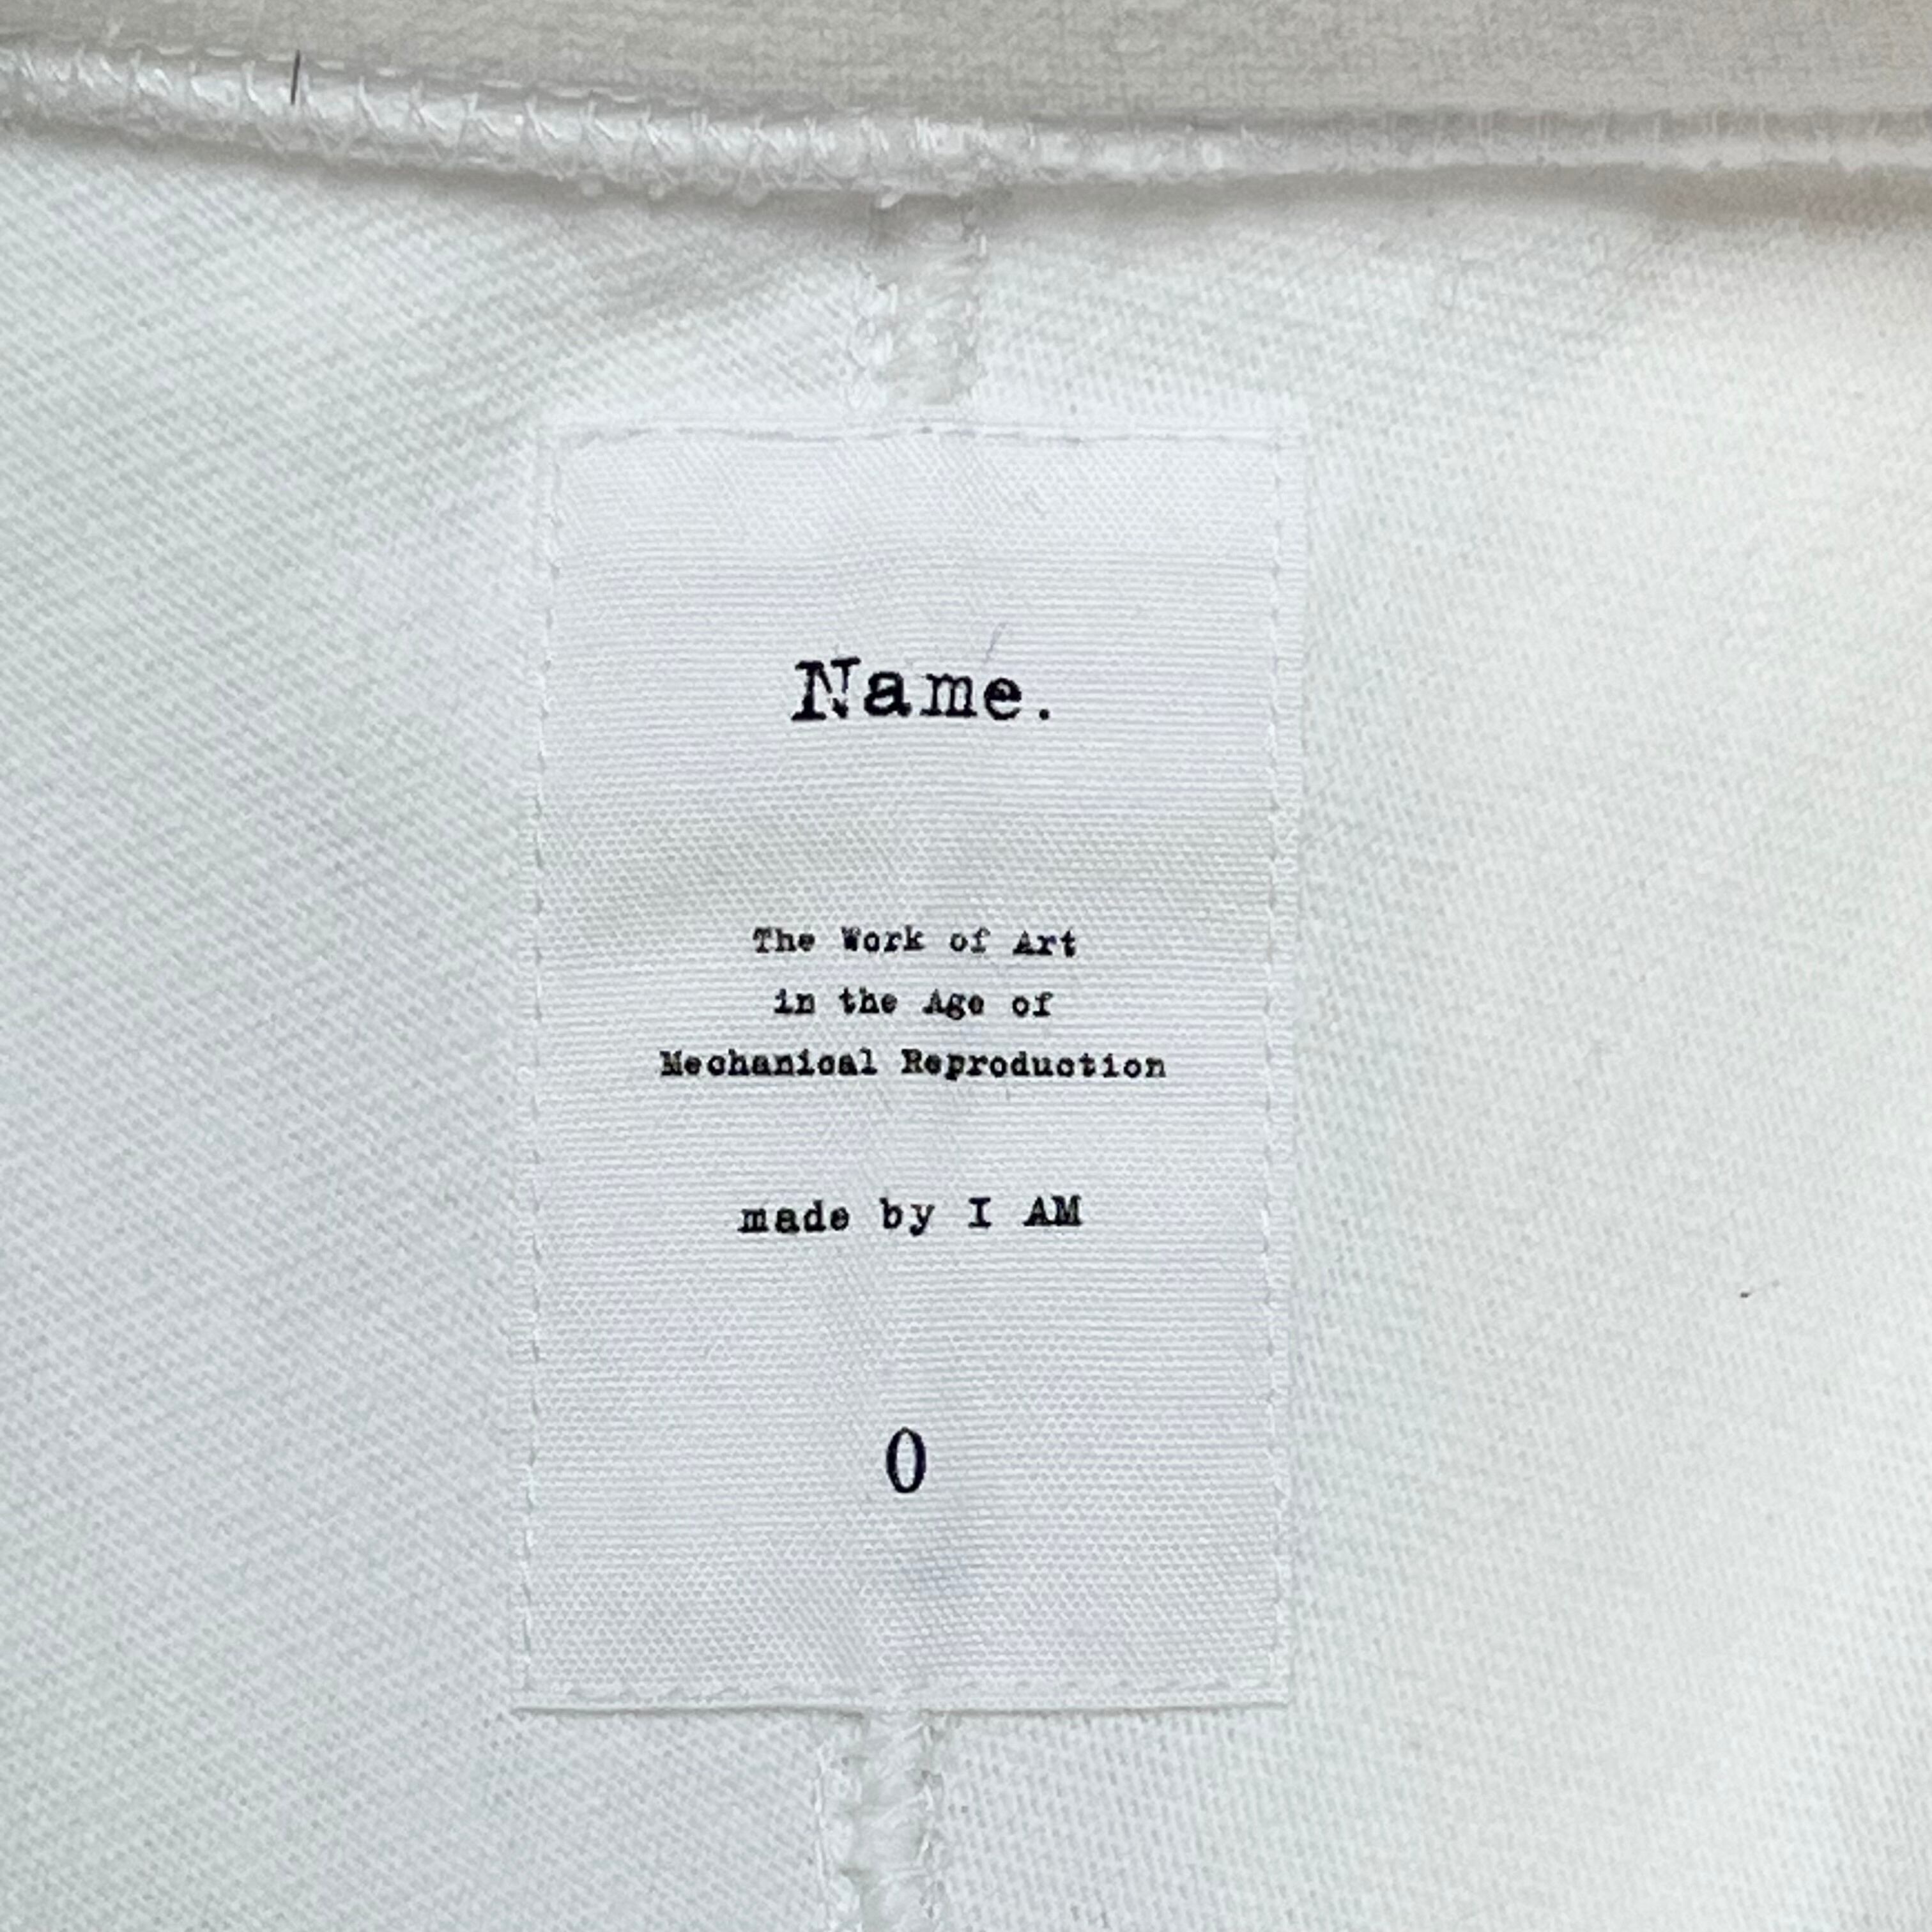 Name.
The Work of Art
in the Age of
Mechanical Reproduction
made by I AM
0